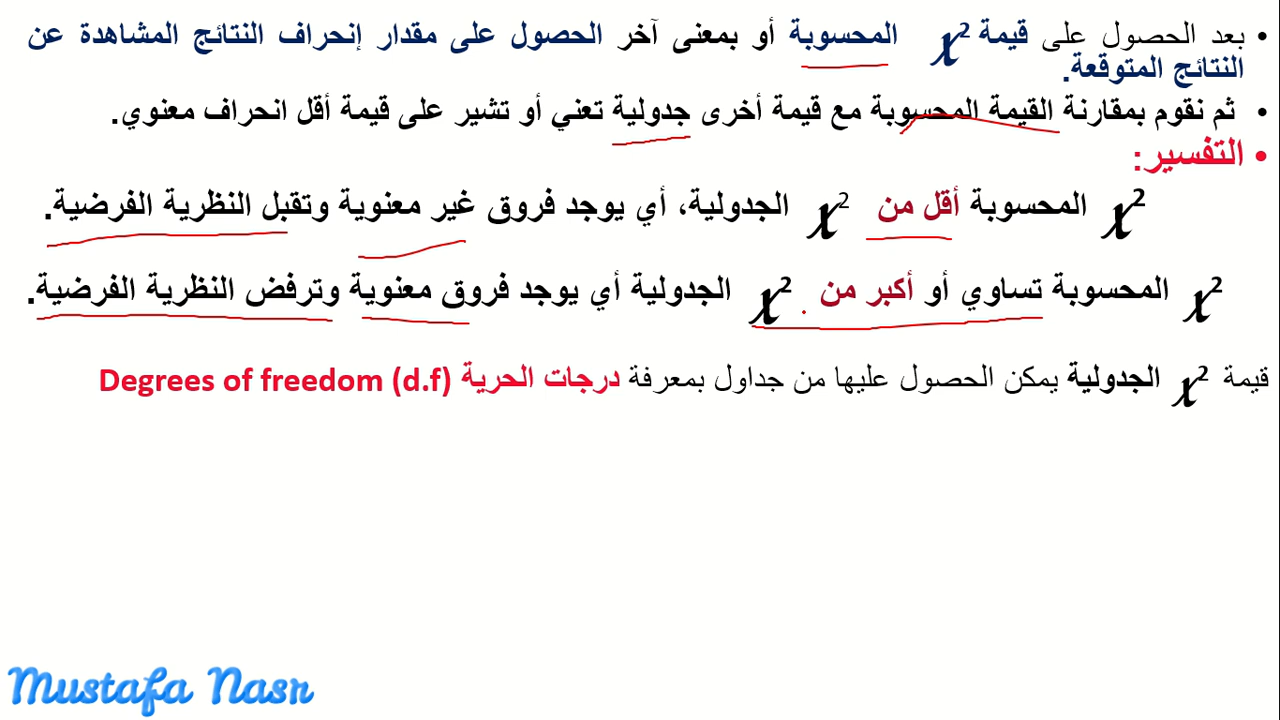 • بعد الحصول على قيمة χ² المحسوبة أو بمعنى آخر الحصول على مقدار إنحراف النتائج المشاهدة عن
النتائج المتوقعة.
• ثم نقوم بمقارنة القيمة المحسوبة مع قيمة أخرى جدولية تعني أو تشير على قيمة أقل انحراف معنوي.
• التفسير:
χ² المحسوبة أقل من χ² الجدولية، أي يوجد فروق غير معنوية وتقبل النظرية الفرضية.
χ² المحسوبة تساوي أو أكبر من χ² الجدولية أي يوجد فروق معنوية وترفض النظرية الفرضية.
قيمة χ² الجدولية يمكن الحصول عليها من جداول بمعرفة درجات الحرية Degrees of freedom (d.f)
Mustafa Nasr